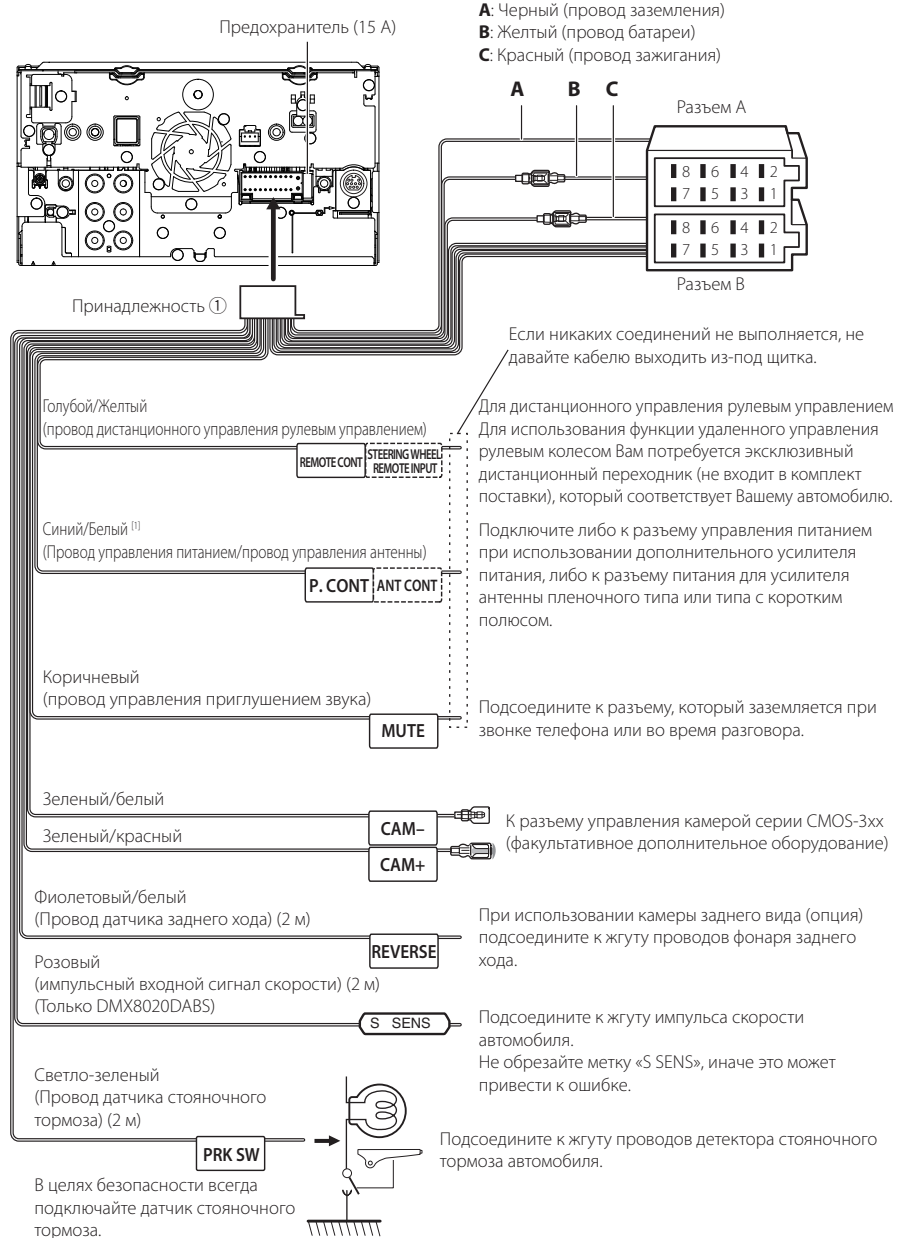 Предохранитель (15 А)
A: Черный (провод заземления)
B: Желтый (провод батареи)
C: Красный (провод зажигания)
A B C
Разъем А
8 6 4 2
7 5 3 1
8 6 4 2
7 5 3 1
Разъем В
Принадлежность ①
Если никаких соединений не выполняется, не
давайте кабелю выходить из-под щитка.
Голубой/Желтый
(провод дистанционного управления рулевым управлением)
REMOTE CONT
STEERING WHEEL
REMOTE INPUT
Для дистанционного управления рулевым управлением
Для использования функции удаленного управления
рулевым колесом Вам потребуется эксклюзивный
дистанционный переходник (не входит в комплект
поставки), который соответствует Вашему автомобилю.
Синий/Белый [1]
(Провод управления питанием/провод управления антенны)
P. CONT ANT CONT
Подключите либо к разъему управления питанием
при использовании дополнительного усилителя
питания, либо к разъему питания для усилителя
антенны пленочного типа или типа с коротким
полюсом.
Коричневый
(провод управления приглушением звука)
MUTE
Подсоедините к разъему, который заземляется при
звонке телефона или во время разговора.
Зеленый/белый
CAM–
Зеленый/красный
CAM+
К разъему управления камерой серии CMOS-3xx
(факультативное дополнительное оборудование)
Фиолетовый/белый
(Провод датчика заднего хода) (2 м)
REVERSE
При использовании камеры заднего вида (опция)
подсоедините к жгуту проводов фонаря заднего
хода.
Розовый
(импульсный входной сигнал скорости) (2 м)
(Только DMX8020DABS)
S SENS
Подсоедините к жгуту импульса скорости
автомобиля.
Не обрезайте метку «S SENS», иначе это может
привести к ошибке.
Светло-зеленый
(Провод датчика стояночного
тормоза) (2 м)
PRK SW
Подсоедините к жгуту проводов детектора стояночного
тормоза автомобиля.
В целях безопасности всегда
подключайте датчик стояночного
тормоза.